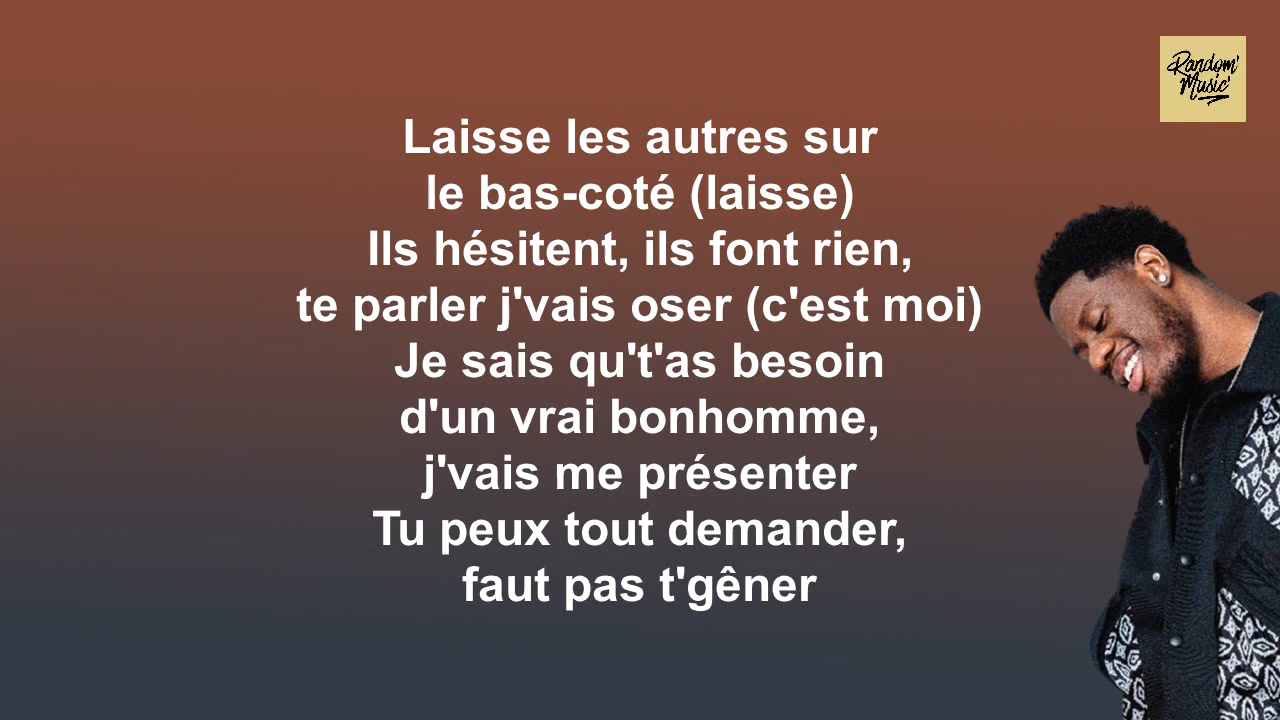 Random'
Music'
Laisse les autres sur
le bas-coté (laisse)
Ils hésitent, ils font rien,
te parler j'vais oser (c'est moi)
Je sais qu't'as besoin
d'un vrai bonhomme,
j'vais me présenter
Tu peux tout demander,
faut pas t'gêner